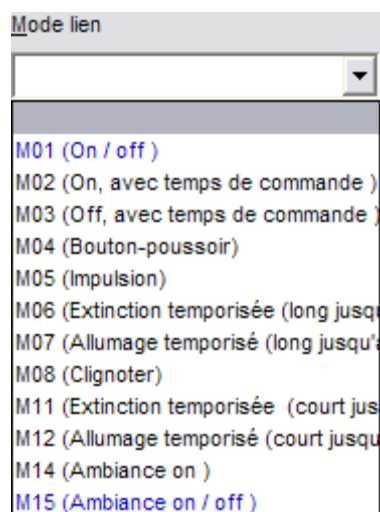 Mode lien
M01 (On / off )
M02 (On, avec temps de commande )
M03 (Off, avec temps de commande )
M04 (Bouton-poussoir)
M05 (Impulsion)
M06 (Extinction temporisée (long jusqu
M07 (Allumage temporisé (long jusqu'a
M08 (Clignoter)
M11 (Extinction temporisée (court jus
M12 (Allumage temporisé (court jusqu
M14 (Ambiance on )
M15 (Ambiance on / off )